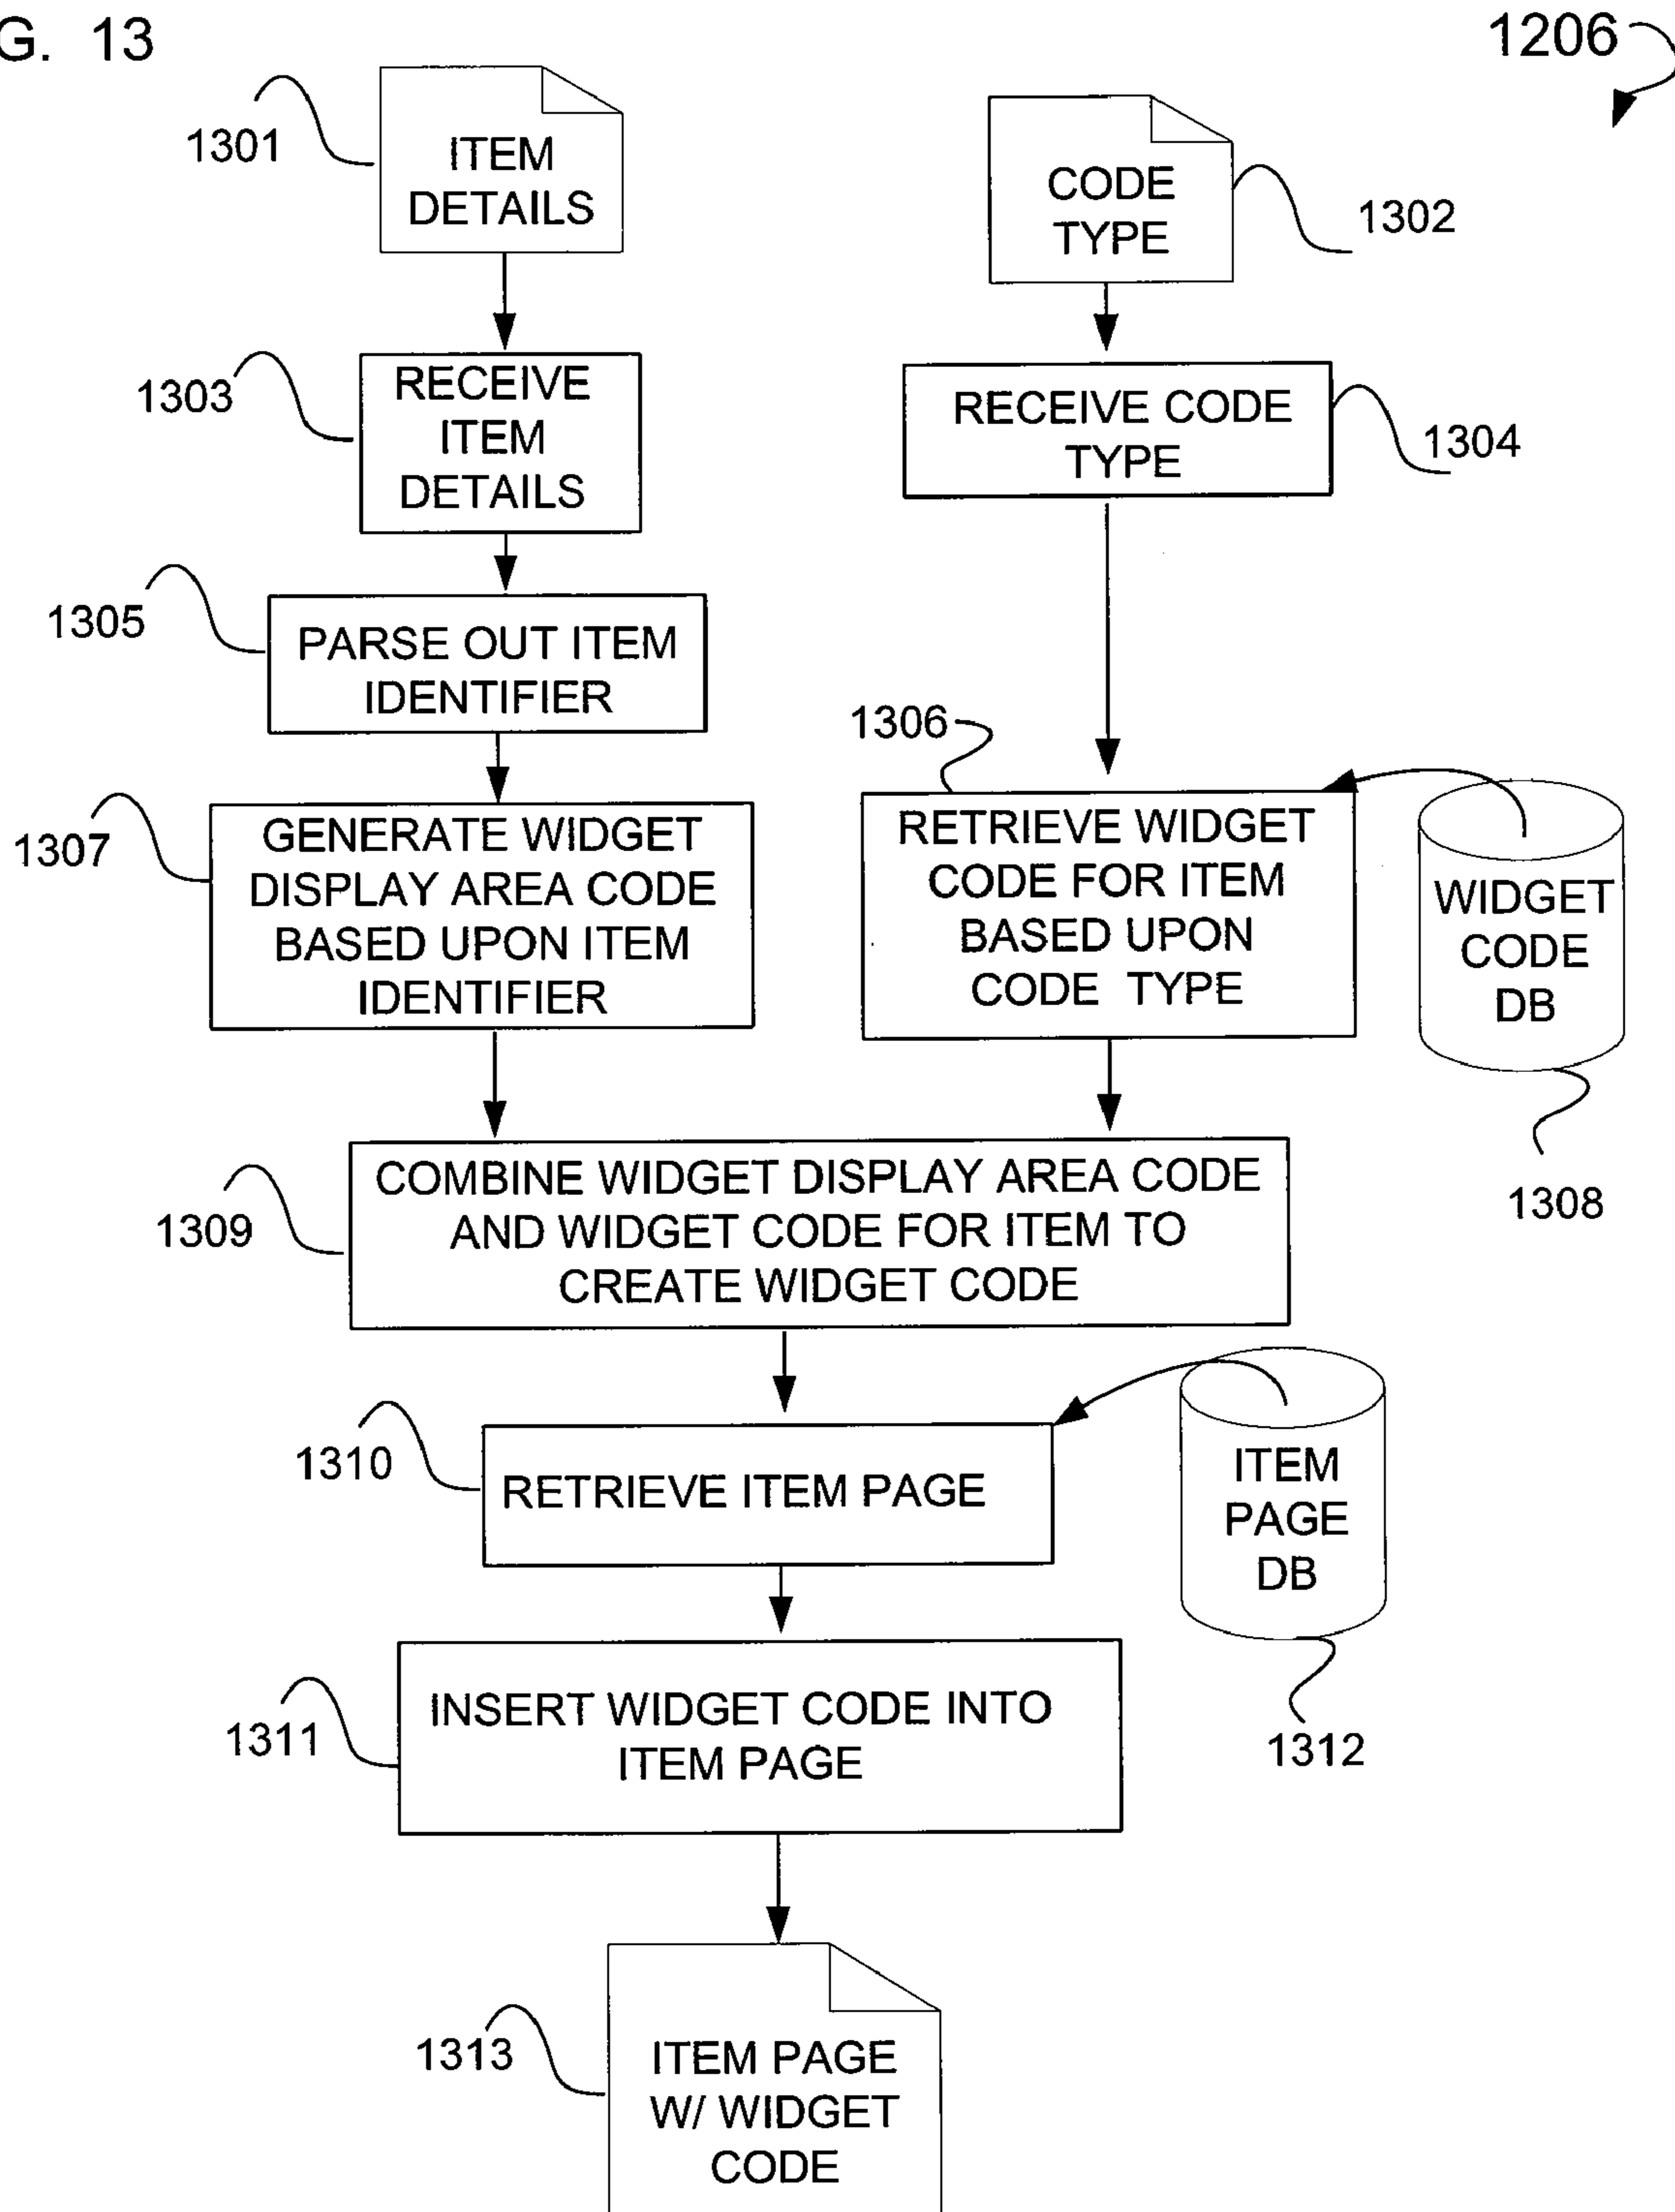 G. 13
1206
1301
ITEM
DETAILS
CODE
TYPE
1302
1303
RECEIVE
ITEM
DETAILS
RECEIVE CODE
TYPE
1304
1305
PARSE OUT ITEM
IDENTIFIER
1306
1307
GENERATE WIDGET
DISPLAY AREA CODE
BASED UPON ITEM
IDENTIFIER
RETRIEVE WIDGET
CODE FOR ITEM
BASED UPON
CODE TYPE
WIDGET
CODE
DB
1308
1309
COMBINE WIDGET DISPLAY AREA CODE
AND WIDGET CODE FOR ITEM TO
CREATE WIDGET CODE
1310
RETRIEVE ITEM PAGE
ITEM
PAGE
DB
1312
1311
INSERT WIDGET CODE INTO
ITEM PAGE
1313
ITEM PAGE
W/ WIDGET
CODE